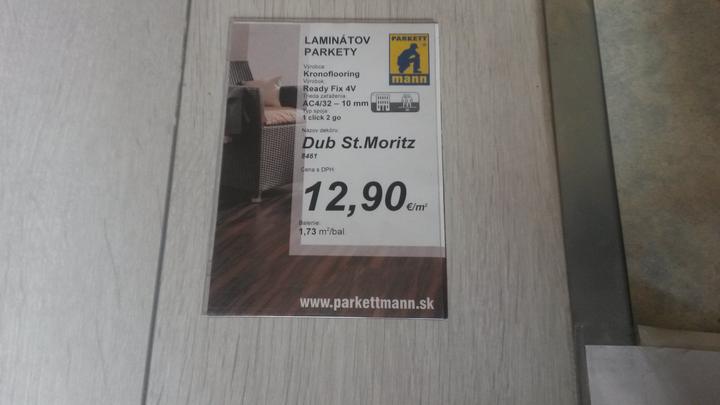 LAMINÁTOV
PARKETY
PARKETT
mann
Výrobca:
Kronoflooring
Výrobok:
Ready Fix 4V
Trieda zaťaženia:
AC4/32 – 10 mm
Typ spoja:
1 click 2 go
Názov dekóru:
Dub St.Moritz
8461
Cena s DPH:
12,90 €/m²
Balenie:
1,73 m²/bal.
www.parkettmann.sk